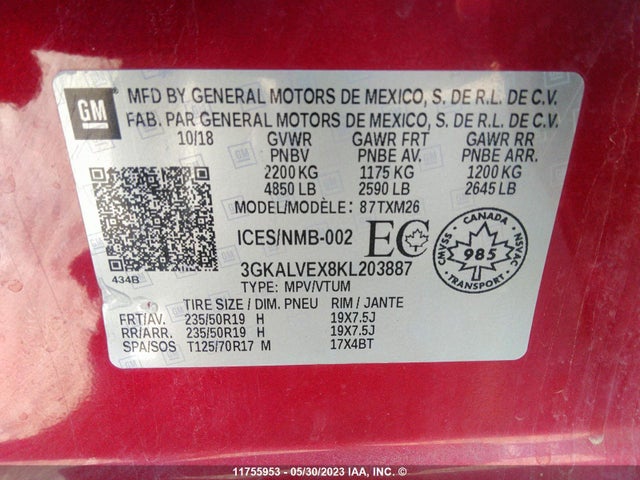 GM
MFD BY GENERAL MOTORS DE MEXICO, S. DE R.L. DE C.V.
FAB. PAR GENERAL MOTORS DE MEXICO, S. DE R.L. DE C.V.
10/18 GVWR GAWR FRT GAWR RR
PNBV PNBE AV. PNBE ARR.
2200 KG 1175 KG 1200 KG
4850 LB 2590 LB 2645 LB
MODEL/MODÈLE: 87TXM26
ICES/NMB-002 EC
CANADA
CMVSS 985 NSVAC
434B
3GKALVEX8KL203887
TYPE: MPV/VTUM
TIRE SIZE / DIM. PNEU RIM / JANTE
FRT/AV. 235/50R19 H 19X7.5J
RR/ARR. 235/50R19 H 19X7.5J
SPA/SOS T125/70R17 M 17X4BT
11755953 - 05/30/2023 IAA, INC. ©